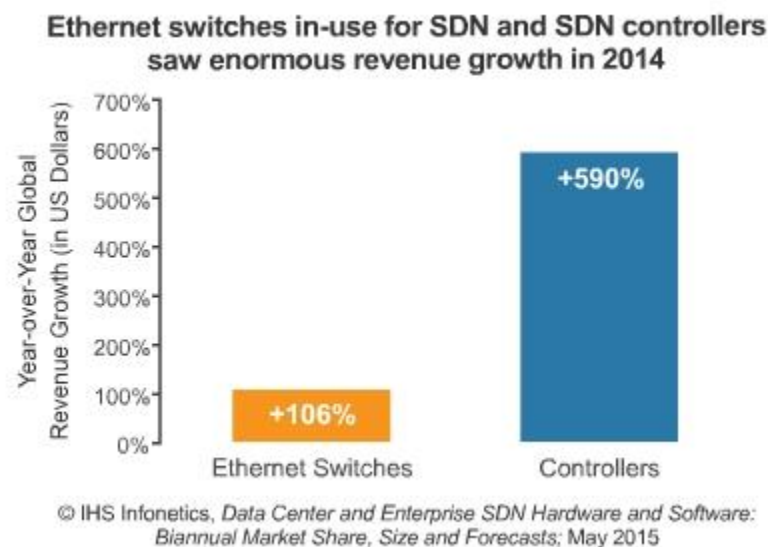 Ethernet switches in-use for SDN and SDN controllers
saw enormous revenue growth in 2014
Year-over-Year Global
Revenue Growth (in US Dollars)
700%
600%
500%
400%
300%
200%
100%
0%
+106%
+590%
Ethernet Switches
Controllers
© IHS Infonetics, Data Center and Enterprise SDN Hardware and Software:
Biannual Market Share, Size and Forecasts; May 2015